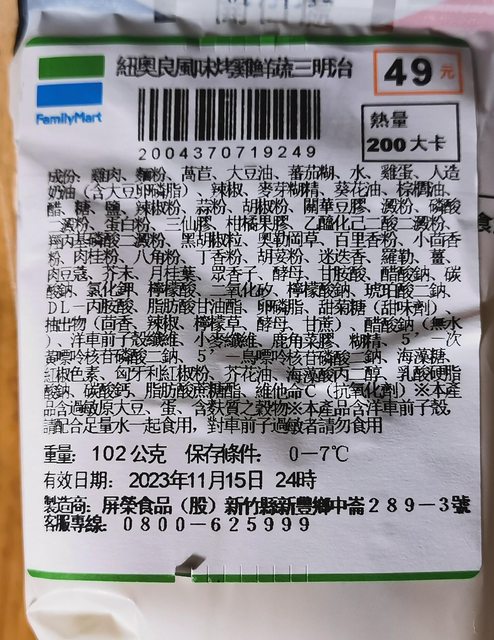 紐奧良風味烤雞鮮蔬三明治
49元
FamilyMart
2004370719249
熱量
200大卡
成份: 雞肉、麵粉、萵苣、大豆油、蕃茄糊、水、雞蛋、人造
奶油（含大豆卵磷脂）、辣椒、麥芽糊精、葵花油、棕櫚油、
醋、糖、鹽、辣椒粉、蒜粉、胡椒粉、關華豆膠、澱粉、磷酸
二澱粉、蛋白粉、三仙膠、柑橘果膠、乙醯化己二酸二澱粉、
羥丙基磷酸二澱粉、黑胡椒粒、奧勒岡草、百里香粉、小茴香
粉、肉桂粉、八角粉、丁香粉、胡荽粉、迷迭香、羅勒、薑、
肉豆蔻、芥末、月桂葉、眾香子、酵母、甘胺酸、醋酸鈉、碳
酸鈉、氯化鉀、檸檬酸、二氧化矽、檸檬酸鈉、琥珀酸二鈉、
DL－丙胺酸、脂肪酸甘油酯、卵磷脂、甜菊糖（甜味劑）、
抽出物（茴香、辣椒、檸檬草、酵母、甘蔗）、醋酸鈉（無水
）、洋車前子殼纖維、小麥纖維、鹿角菜膠、糊精、5’－次
黃嘌呤核苷磷酸二鈉、5’－鳥嘌呤核苷磷酸二鈉、海藻糖、
紅椒色素、匈牙利紅椒粉、芥花油、海藻酸丙二醇、乳酸硬脂
酸鈉、碳酸鈣、脂肪酸蔗糖酯、維他命C（抗氧化劑）※本產
品含過敏原大豆、蛋、含麩質之穀物※本產品含洋車前子殼，
請配合足量水一起食用，對車前子過敏者請勿食用
重量: 102公克 保存條件: 0－7℃
有效日期: 2023年11月15日 24時
製造商: 屏榮食品（股）新竹縣新豐鄉中崙２８９－３號
客服專線: 0800－625999